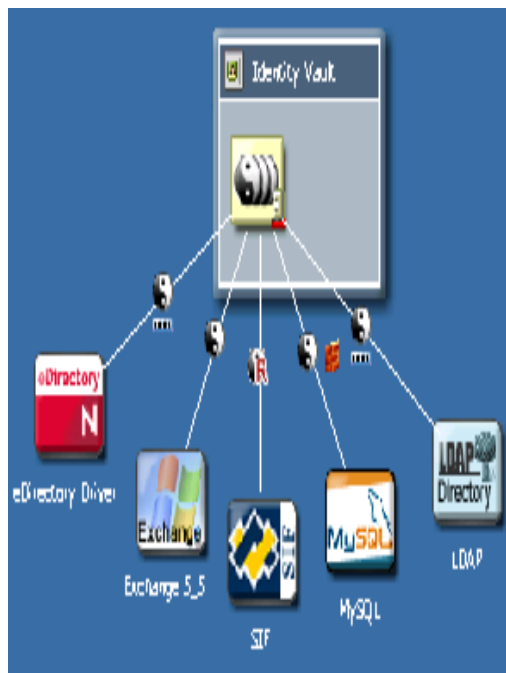 Identity Vault
R
eDirectory
N
eDirectory Driver
Exchange
Exchange 5_5
SIF
SIF
MySQL
MySQL
LDAP
Directory
LDAP